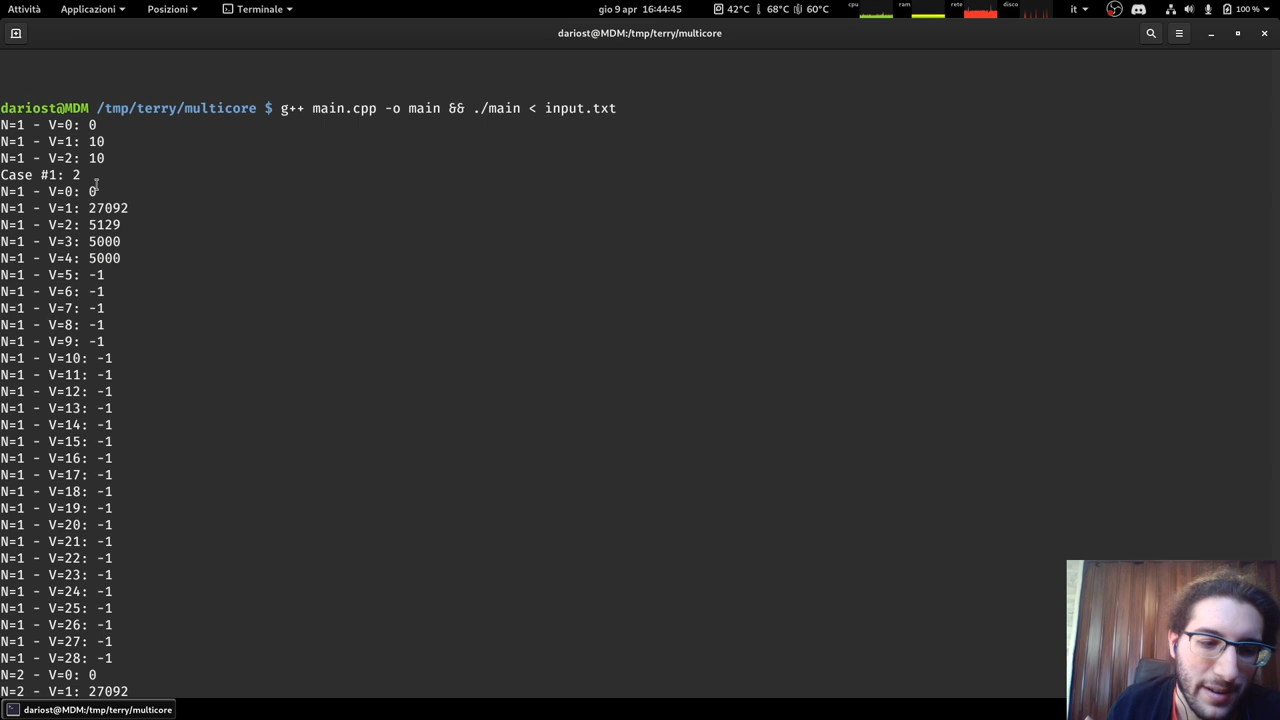 Attività
Applicazioni
Posizioni
Terminale
gio 9 apr 16:44:45
42°C
68°C
60°C
cpu
ram
rete
disco
it
100 %
dariost@MDM:/tmp/terry/multicore
dariost@MDM /tmp/terry/multicore $ g++ main.cpp -o main && ./main < input.txt
N=1 - V=0: 0
N=1 - V=1: 10
N=1 - V=2: 10
Case #1: 2
N=1 - V=0: 0
N=1 - V=1: 27092
N=1 - V=2: 5129
N=1 - V=3: 5000
N=1 - V=4: 5000
N=1 - V=5: -1
N=1 - V=6: -1
N=1 - V=7: -1
N=1 - V=8: -1
N=1 - V=9: -1
N=1 - V=10: -1
N=1 - V=11: -1
N=1 - V=12: -1
N=1 - V=13: -1
N=1 - V=14: -1
N=1 - V=15: -1
N=1 - V=16: -1
N=1 - V=17: -1
N=1 - V=18: -1
N=1 - V=19: -1
N=1 - V=20: -1
N=1 - V=21: -1
N=1 - V=22: -1
N=1 - V=23: -1
N=1 - V=24: -1
N=1 - V=25: -1
N=1 - V=26: -1
N=1 - V=27: -1
N=1 - V=28: -1
N=2 - V=0: 0
N=2 - V=1: 27092
dariost@MDM:/tmp/terry/multicore